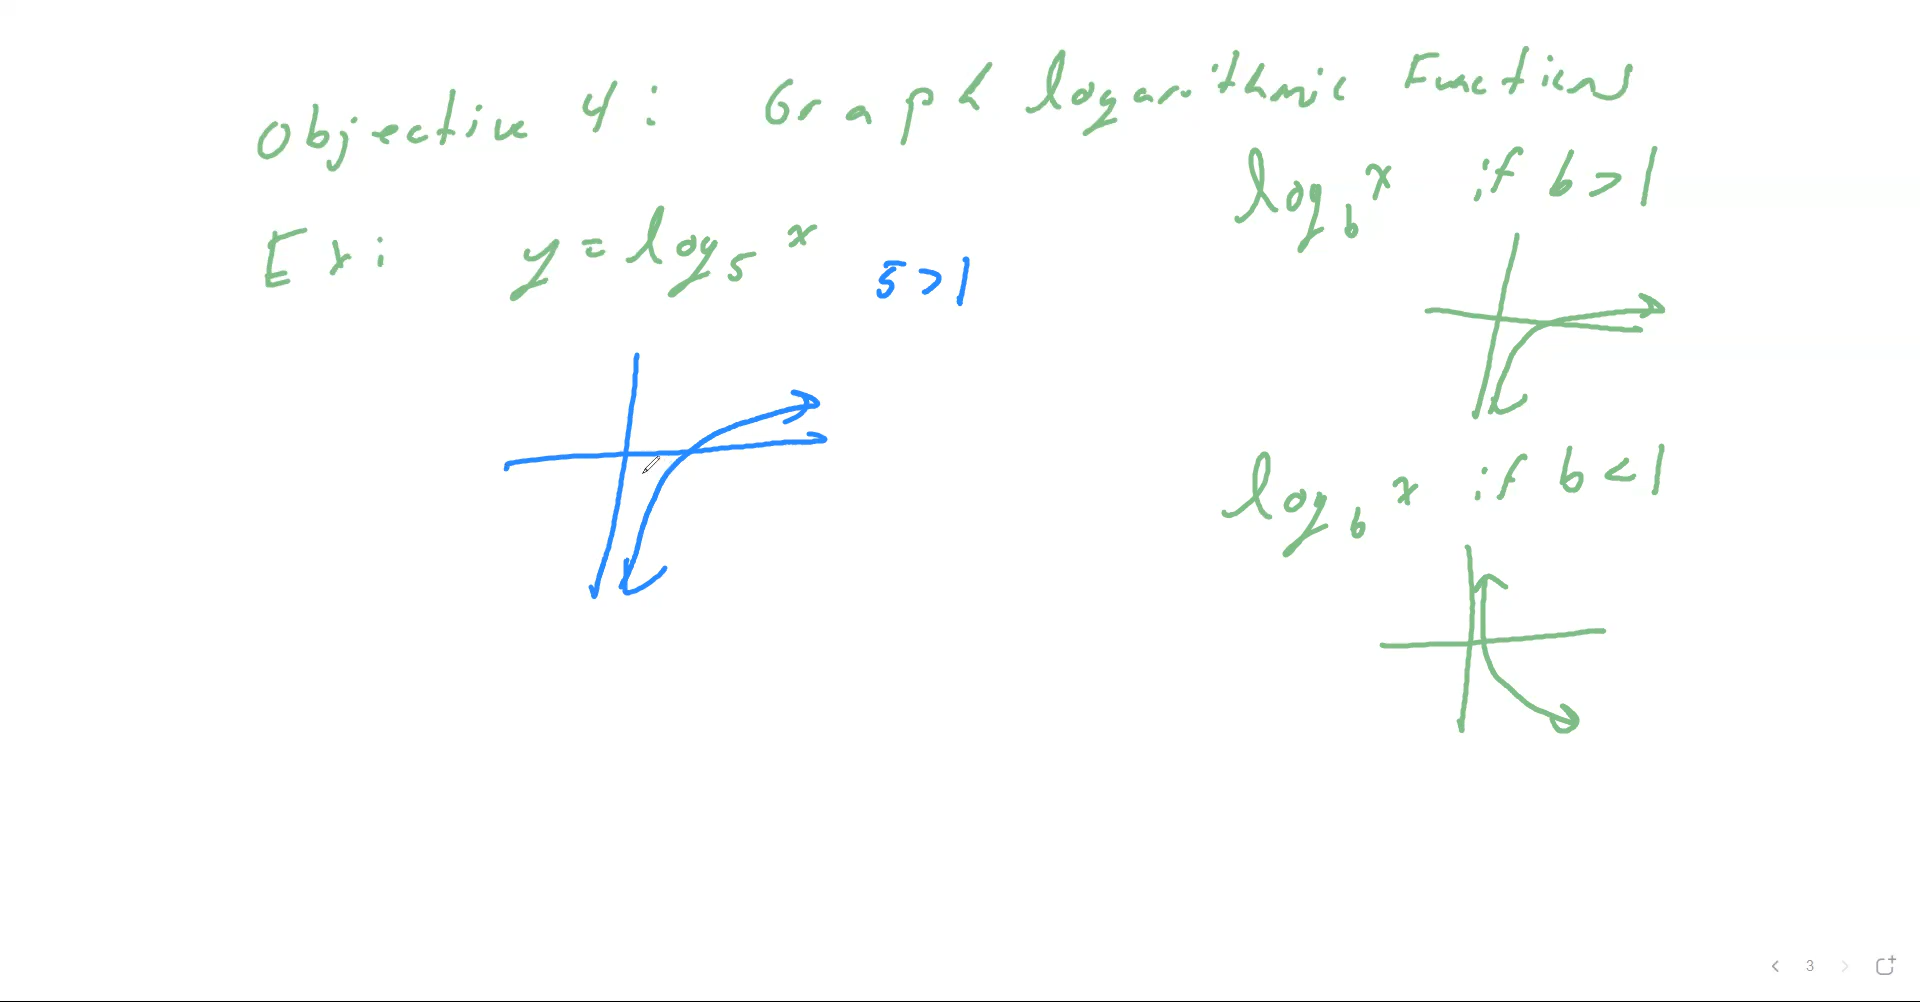 Objective 4: Graph logarithmic Functions
log_b x if b > 1
Ex: y = log_5 x 5 > 1
log_b x if b < 1
3